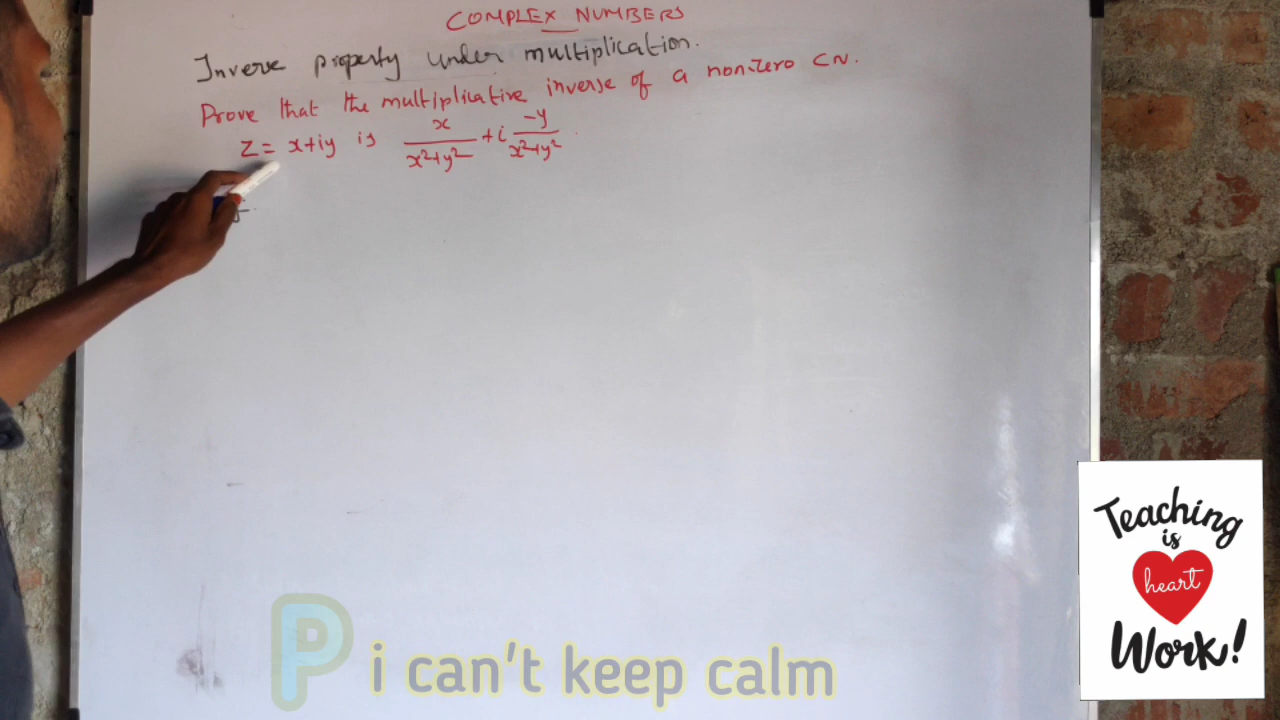 COMPLEX NUMBERS
Inverse property under multiplication.
Prove that the multiplicative inverse of a nonzero CN.
Z = x+iy is x/x²+y² + i -y/x²+y²
Teaching
is
heart
Work!
P i can't keep calm